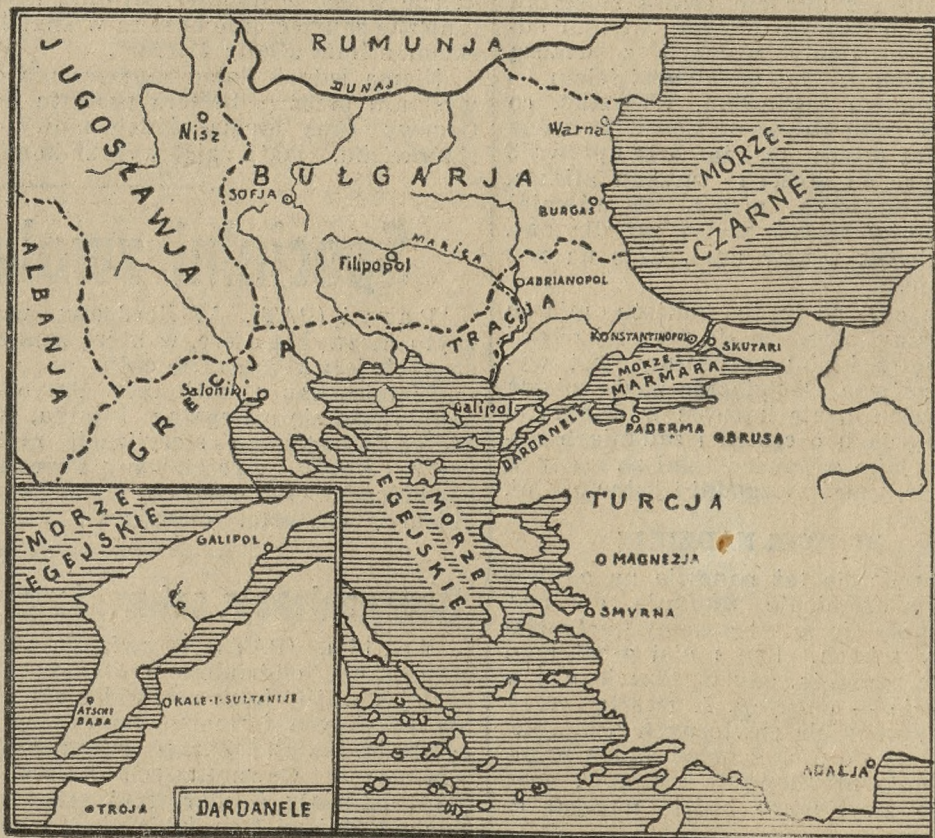 RUMUNJA
DUNAJ
JUGOSŁAWJA
Nisz
Warna
MORZE
CZARNE
BUŁGARJA
SOFJA
BURGAS
ALBANJA
MARICA
Filipopol
ABRIANOPOL
TRACJA
KONSTANTINOPOL
SKUTARI
GRECJA
Saloniki
MORZE
MARMARA
Galipol
DARDANELE
PADERMA
BRUSA
MORZE
EGEJSKIE
TURCJA
MAGNEZJA
SMYRNA
ADALJA
MORZE
EGEJSKIE
GALIPOL
ATSCHI
BABA
KALE-I-SULTANIJE
TROJA
DARDANELE